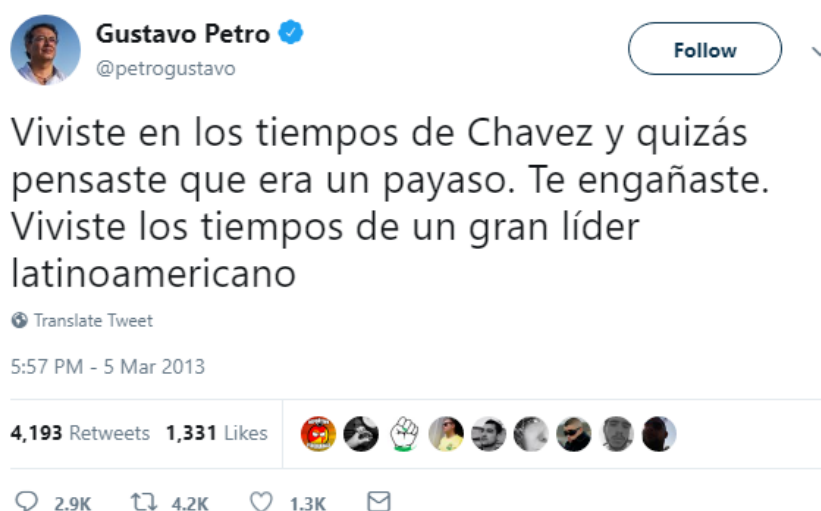 Gustavo Petro
@petrogustavo
Follow
Viviste en los tiempos de Chavez y quizás
pensaste que era un payaso. Te engañaste.
Viviste los tiempos de un gran líder
latinoamericano
Translate Tweet
5:57 PM - 5 Mar 2013
4,193 Retweets 1,331 Likes
2.9K 4.2K 1.3K